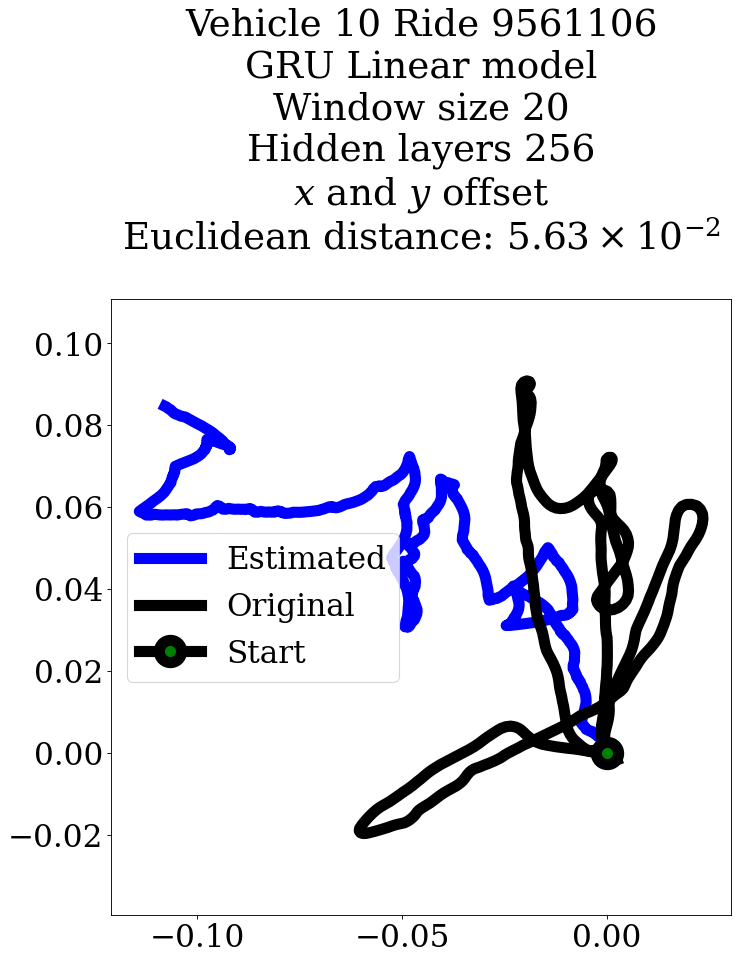 Vehicle 10 Ride 9561106
GRU Linear model
Window size 20
Hidden layers 256
x and y offset
Euclidean distance: 5.63 × 10⁻²
0.10
0.08
0.06
0.04
0.02
0.00
−0.02
Estimated
Original
Start
−0.10
−0.05
0.00